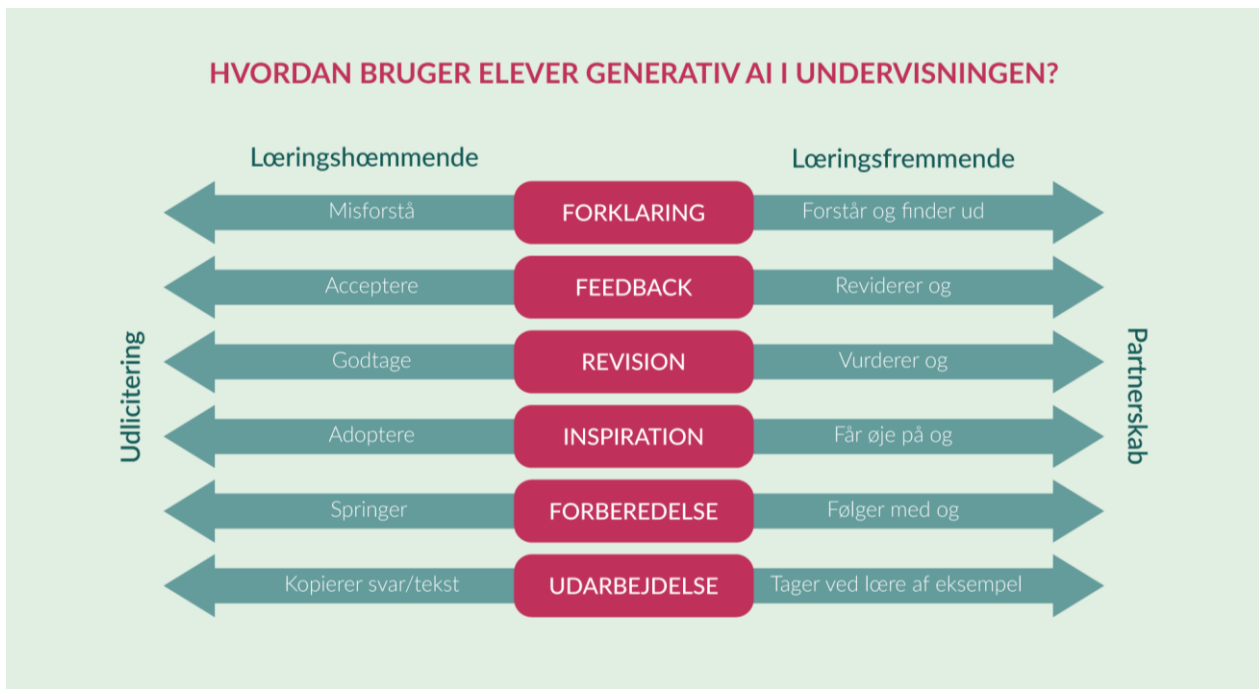 HVORDAN BRUGER ELEVER GENERATIV AI I UNDERVISNINGEN?
Læringshæmmende
Læringsfremmende
Misforstå
FORKLARING
Forstår og finder ud
Acceptere
FEEDBACK
Reviderer og
Godtage
REVISION
Vurderer og
Adoptere
INSPIRATION
Får øje på og
Springer
FORBEREDELSE
Følger med og
Kopierer svar/tekst
UDARBEJDELSE
Tager ved lære af eksempel
Udlicitering
Partnerskab